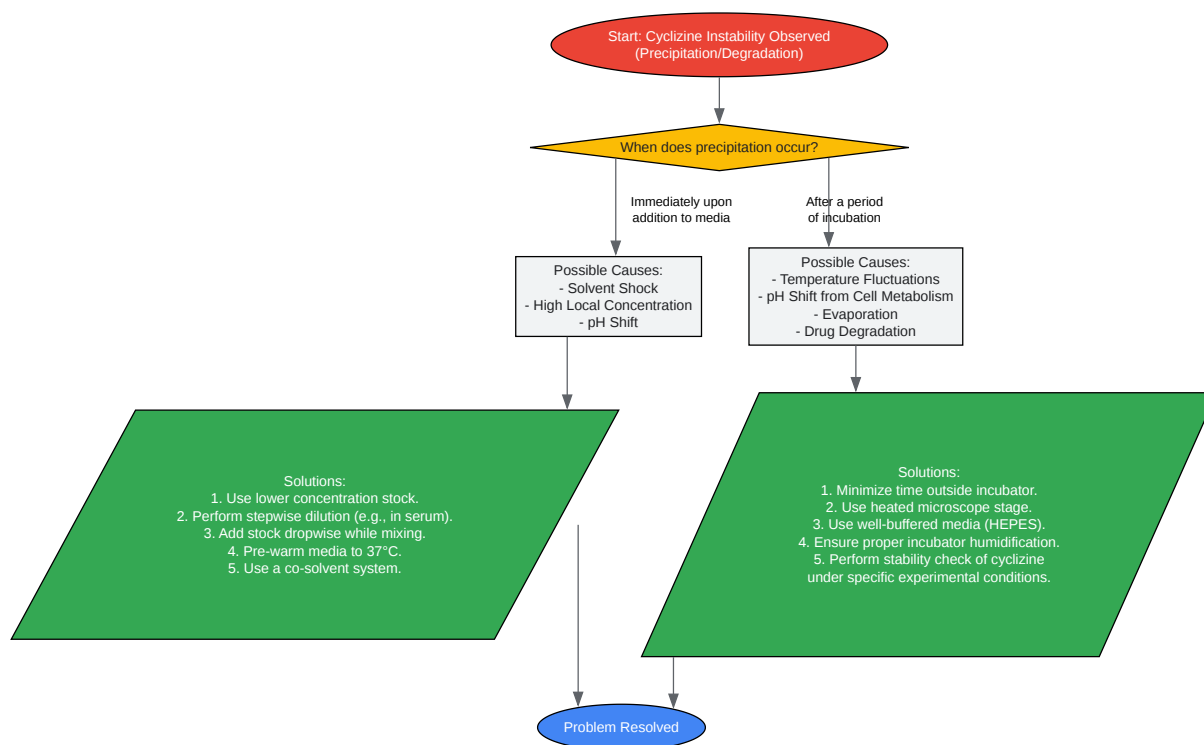 Start: Cyclizine Instability Observed
(Precipitation/Degradation)
When does precipitation occur?
Immediately upon
addition to media
After a period
of incubation
Possible Causes:
- Solvent Shock
- High Local Concentration
- pH Shift
Possible Causes:
- Temperature Fluctuations
- pH Shift from Cell Metabolism
- Evaporation
- Drug Degradation
Solutions:
1. Use lower concentration stock.
2. Perform stepwise dilution (e.g., in serum).
3. Add stock dropwise while mixing.
4. Pre-warm media to 37°C.
5. Use a co-solvent system.
Solutions:
1. Minimize time outside incubator.
2. Use heated microscope stage.
3. Use well-buffered media (HEPES).
4. Ensure proper incubator humidification.
5. Perform stability check of cyclizine
under specific experimental conditions.
Problem Resolved